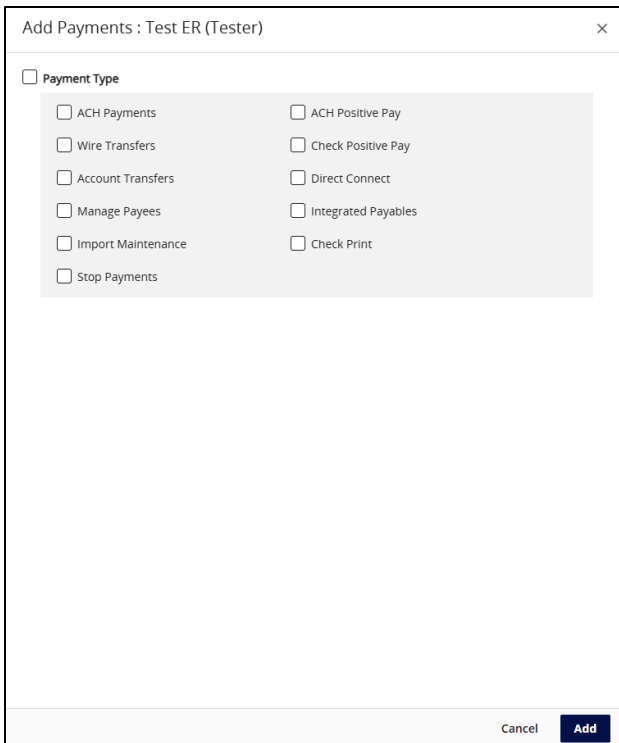 Add Payments : Test ER (Tester)
Payment Type
ACH Payments
ACH Positive Pay
Wire Transfers
Check Positive Pay
Account Transfers
Direct Connect
Manage Payees
Integrated Payables
Import Maintenance
Check Print
Stop Payments
Cancel
Add